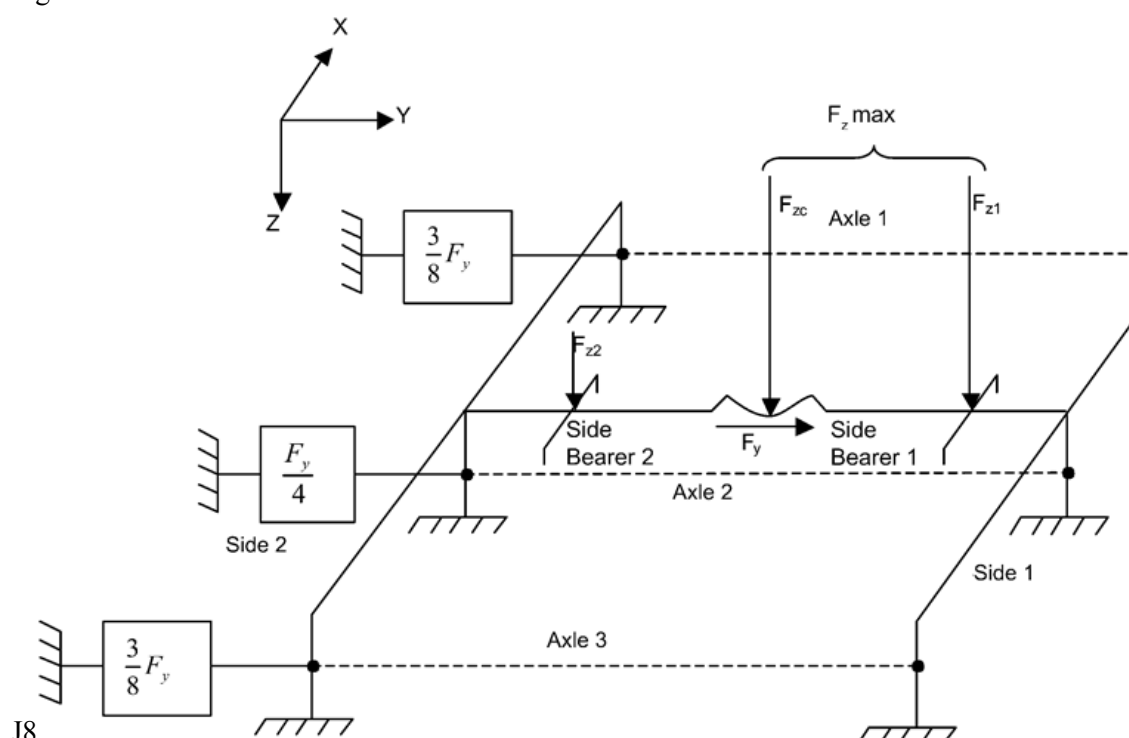 X
Y
Z
F_z max
F_zc
Axle 1
F_z1
3/8 F_y
F_z2
Side
Bearer 2
F_y
Side
Bearer 1
F_y/4
Axle 2
Side 2
Side 1
3/8 F_y
Axle 3
J8